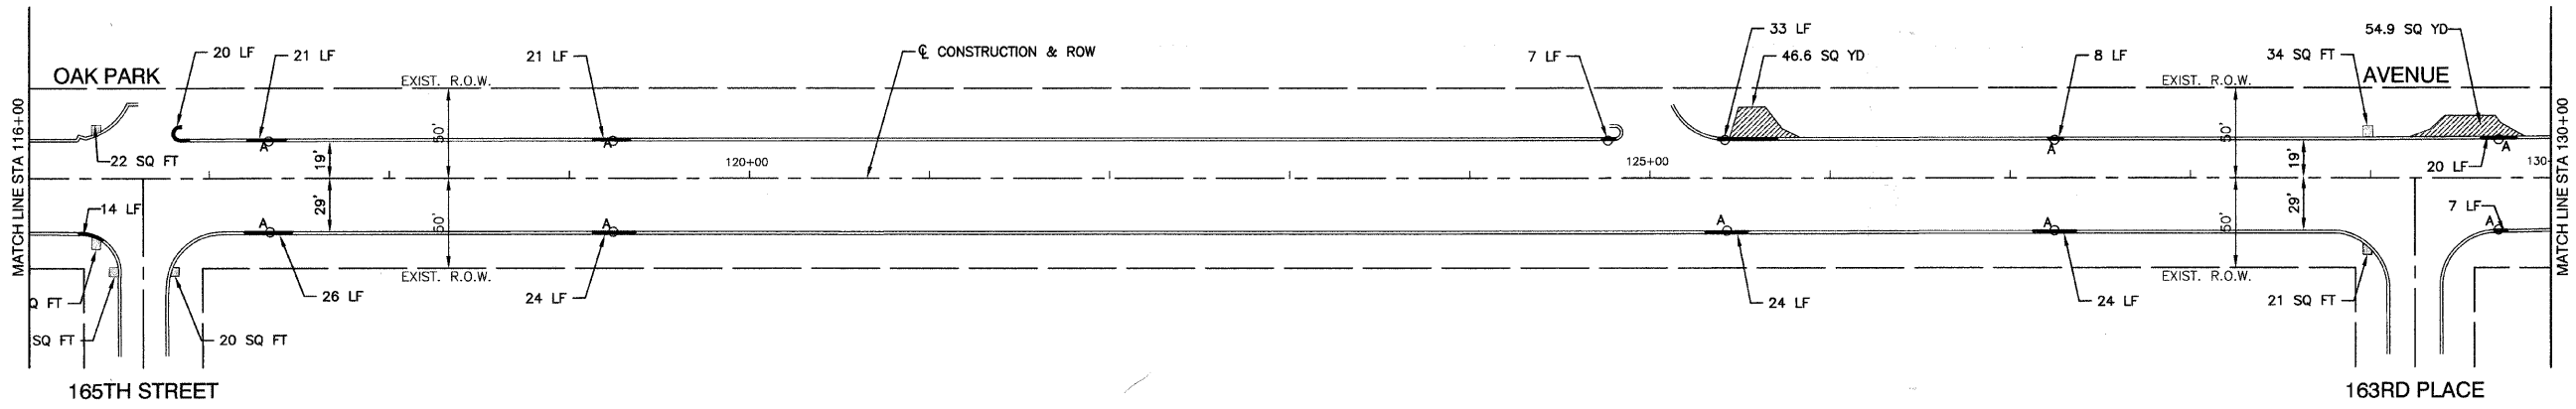 20 LF
21 LF
21 LF
℄ CONSTRUCTION & ROW
7 LF
33 LF
46.6 SQ YD
8 LF
34 SQ FT
54.9 SQ YD
OAK PARK
EXIST. R.O.W.
EXIST. R.O.W.
AVENUE
MATCH LINE STA 116+00
MATCH LINE STA 130+00
50'
50'
A
A
A
A
22 SQ FT
19'
120+00
125+00
19'
20 LF
130
14 LF
29'
50'
29'
50'
7 LF
A
A
A
A
A
EXIST. R.O.W.
EXIST. R.O.W.
Q FT
26 LF
24 LF
24 LF
24 LF
21 SQ FT
SQ FT
20 SQ FT
165TH STREET
163RD PLACE